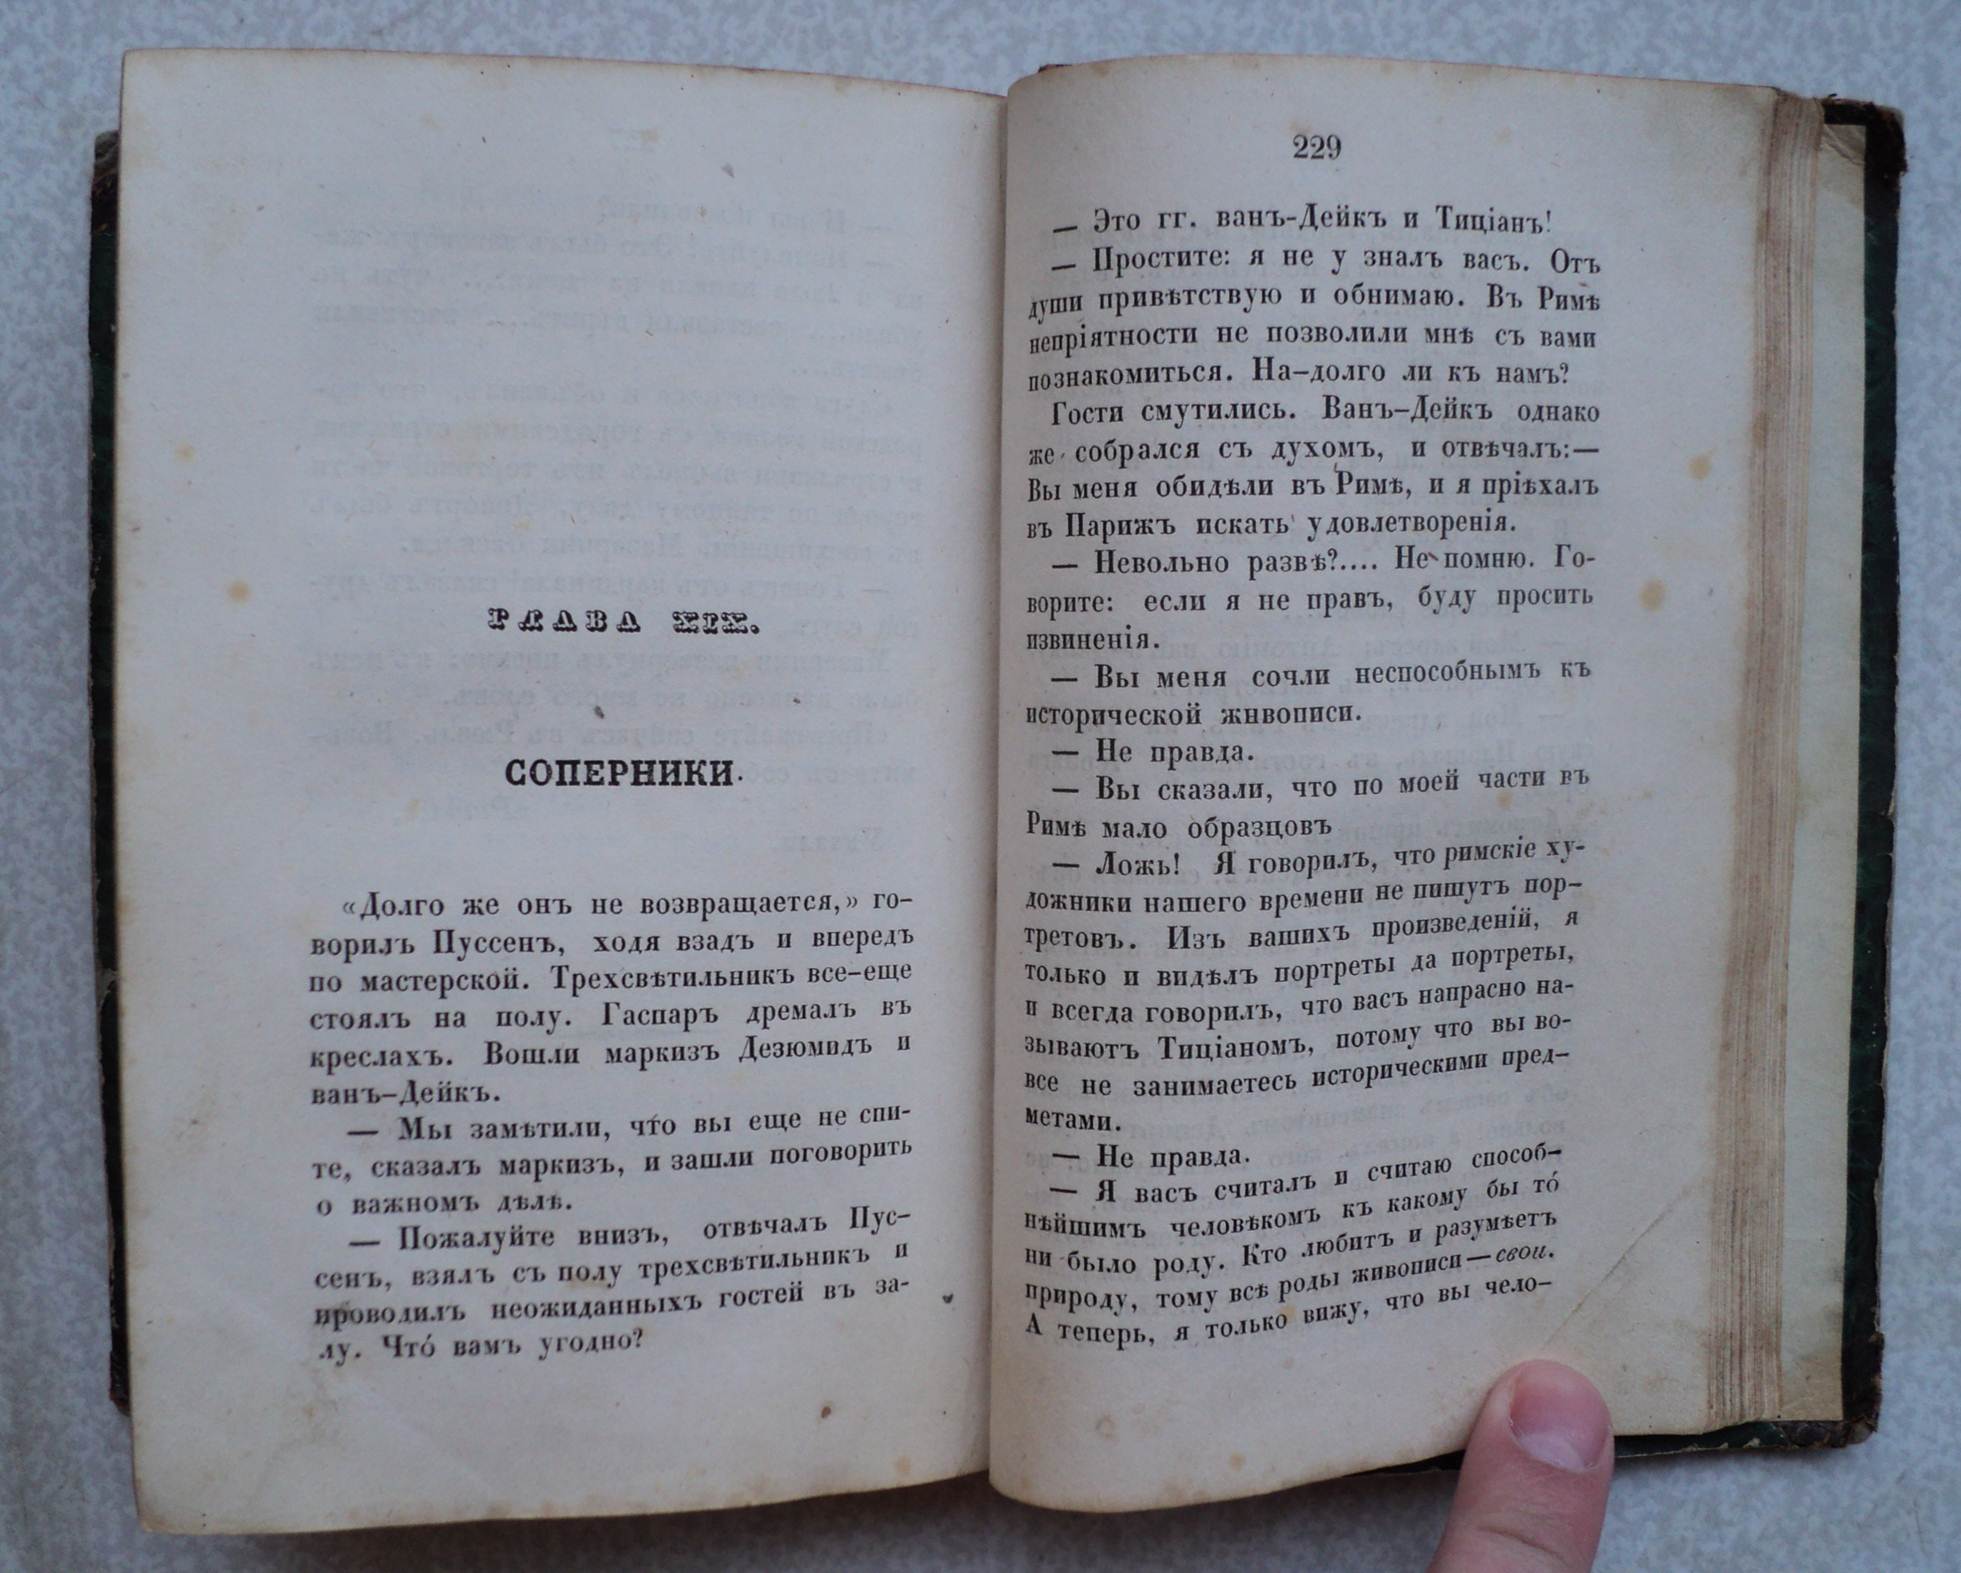 ГЛАВА XIX.
СОПЕРНИКИ.
«Долго же онъ не возвращается,» го-
ворилъ Пуссенъ, ходя взадъ и впередъ
по мастерской. Трехсвѣтильникъ все-еще
стоялъ на полу. Гаспаръ дремалъ въ
креслахъ. Вошли маркизъ Дезюмидъ и
ванъ-Дейкъ.
— Мы замѣтили, что вы еще не спи-
те, сказалъ маркизъ, и зашли поговорить
о важномъ дѣлѣ.
— Пожалуйте внизъ, отвѣчалъ Пус-
сенъ, взялъ съ полу трехсвѣтильникъ и
проводилъ неожиданныхъ гостей въ за-
лу. Что́ вамъ угодно?
229
— Это гг. ванъ-Дейкъ и Тиціанъ!
— Простите: я не у зналъ васъ. Отъ
души привѣтствую и обнимаю. Въ Римѣ
непріятности не позволили мнѣ съ вами
познакомиться. На-долго ли къ намъ?
Гости смутились. Ванъ-Дейкъ однако
же собрался съ духомъ, и отвѣчалъ:—
Вы меня обидѣли въ Римѣ, и я пріѣхалъ
въ Парижъ искать удовлетворенія.
— Невольно развѣ?.... Не помню. Го-
ворите: если я не правъ, буду просить
извиненія.
— Вы меня сочли неспособнымъ къ
исторической живописи.
— Не правда.
— Вы сказали, что по моей части въ
Римѣ мало образцовъ
— Ложь! Я говорилъ, что римскіе ху-
дожники нашего времени не пишутъ пор-
третовъ. Изъ вашихъ произведеній, я
только и видѣлъ портреты да портреты,
и всегда говорилъ, что васъ напрасно на-
зываютъ Тиціаномъ, потому что вы во-
все не занимаетесь историческими пред-
метами.
— Не правда.
— Я васъ считалъ и считаю способ-
нѣйшимъ человѣкомъ къ какому бы то́
ни было роду. Кто любитъ и разумѣетъ
природу, тому всѣ роды живописи—свои.
А теперь, я только вижу, что вы чело-